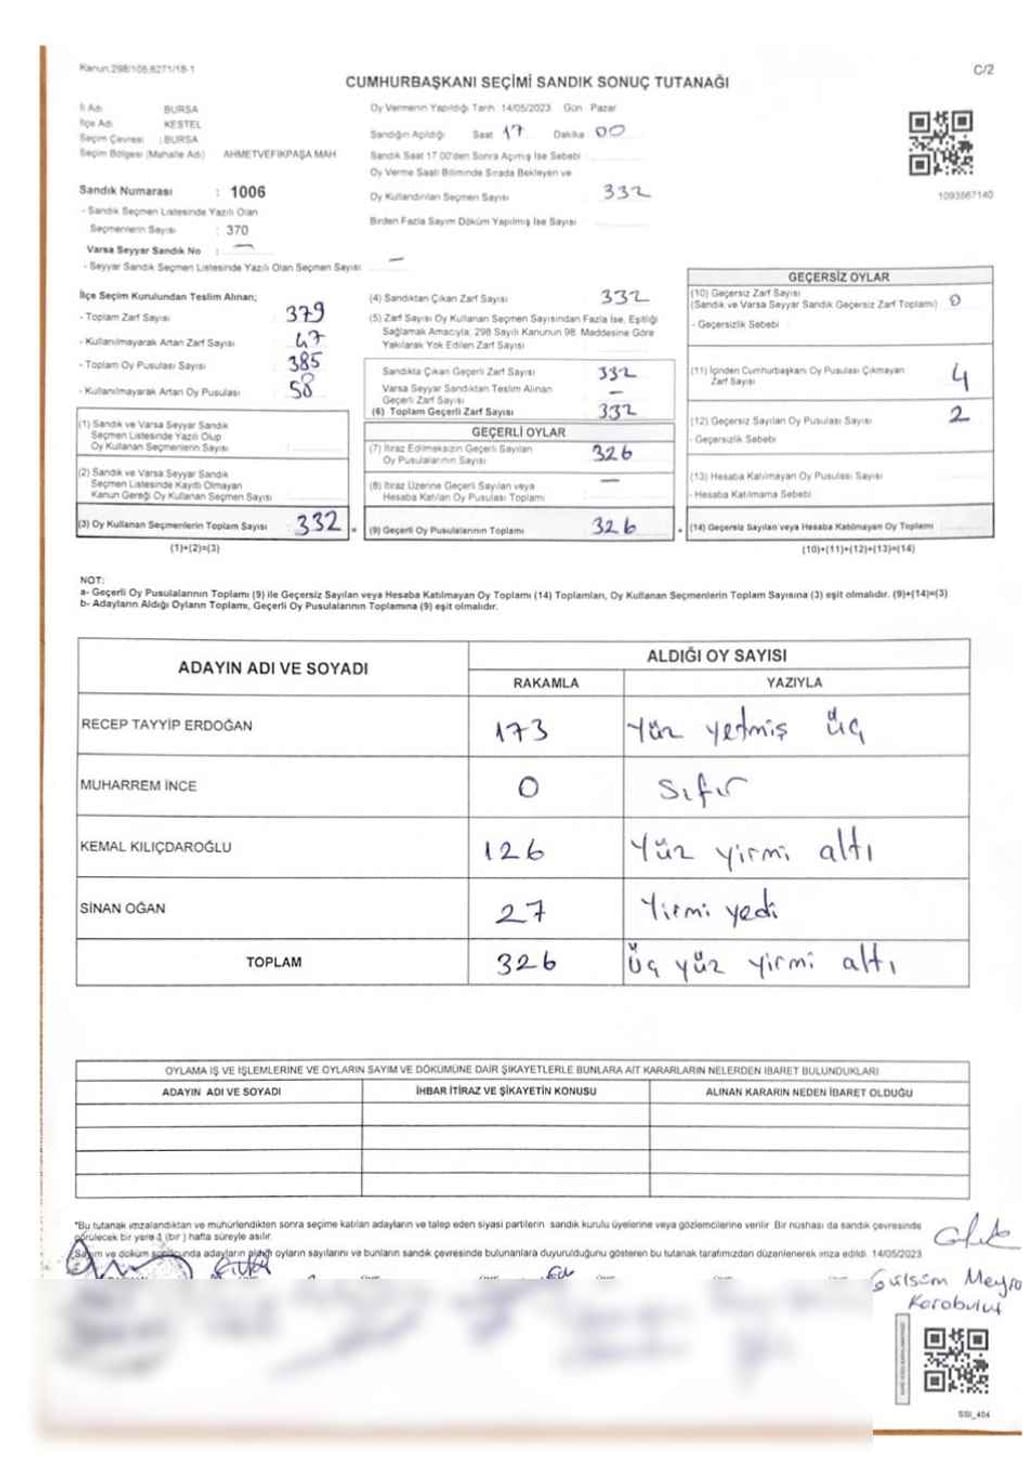 Kanun:298/105,6271/18-1
C/2
CUMHURBAŞKANI SEÇİMİ SANDIK SONUÇ TUTANAĞI
İl Adı BURSA
İlçe Adı KESTEL
Seçim Çevresi : BURSA
Seçim Bölgesi (Mahalle Adı) AHMETVEFİKPAŞA MAH
Sandık Numarası : 1006
- Sandık Seçmen Listesinde Yazılı Olan
Seçmenlerin Sayısı : 370
Varsa Seyyar Sandık No : —
- Seyyar Sandık Seçmen Listesinde Yazılı Olan Seçmen Sayısı —
Oy Vermenin Yapıldığı Tarih 14/05/2023 Gün Pazar
Sandığın Açıldığı Saat 17 Dakika 00
Sandık Saat 17 00'den Sonra Açmış İse Sebebi
Oy Verme Saati Bitiminde Sırada Bekleyen ve
Oy Kullandırılan Seçmen Sayısı 332
Birden Fazla Sayım Döküm Yapılmış İse Sayısı
1093567140
İlçe Seçim Kurulundan Teslim Alınan;
- Toplam Zarf Sayısı 379
- Kullanılmayarak Artan Zarf Sayısı 47
- Toplam Oy Pusulası Sayısı 385
- Kullanılmayarak Artan Oy Pusulası 58
(1) Sandık ve Varsa Seyyar Sandık
Seçmen Listesinde Yazılı Olup
Oy Kullanan Seçmenlerin Sayısı
(2) Sandık ve Varsa Seyyar Sandık
Seçmen Listesinde Kayıtlı Olmayan
Kanun Gereği Oy Kullanan Seçmen Sayısı
(3) Oy Kullanan Seçmenlerin Toplam Sayısı 332 =
(1)+(2)=(3)
(4) Sandıktan Çıkan Zarf Sayısı 332
(5) Zarf Sayısı Oy Kullanan Seçmen Sayısından Fazla İse, Eşitliği
Sağlamak Amacıyla, 298 Sayılı Kanunun 98. Maddesine Göre
Yakılarak Yok Edilen Zarf Sayısı
Sandıkta Çıkan Geçerli Zarf Sayısı 332
Varsa Seyyar Sandıktan Teslim Alınan
Geçerli Zarf Sayısı —
(6) Toplam Geçerli Zarf Sayısı 332
GEÇERLİ OYLAR
(7) İtiraz Edilmeksizin Geçerli Sayılan
Oy Pusulalarının Sayısı 326
(8) İtiraz Üzerine Geçerli Sayılan veya
Hesaba Katılan Oy Pusulası Toplamı —
(9) Geçerli Oy Pusulalarının Toplamı 326 +
GEÇERSİZ OYLAR
(10) Geçersiz Zarf Sayısı
(Sandık ve Varsa Seyyar Sandık Geçersiz Zarf Toplamı) 0
- Geçersizlik Sebebi
(11) İçinden Cumhurbaşkanı Oy Pusulası Çıkmayan
Zarf Sayısı 4
(12) Geçersiz Sayılan Oy Pusulası Sayısı 2
- Geçersizlik Sebebi
(13) Hesaba Katılmayan Oy Pusulası Sayısı
- Hesaba Katılmama Sebebi
(14) Geçersiz Sayılan veya Hesaba Katılmayan Oy Toplamı
(10)+(11)+(12)+(13)=(14)
NOT:
a- Geçerli Oy Pusulalarının Toplamı (9) ile Geçersiz Sayılan veya Hesaba Katılmayan Oy Toplamı (14) Toplamları, Oy Kullanan Seçmenlerin Toplam Sayısına (3) eşit olmalıdır. (9)+(14)=(3)
b- Adayların Aldığı Oyların Toplamı, Geçerli Oy Pusulalarının Toplamına (9) eşit olmalıdır.
ADAYIN ADI VE SOYADI ALDIĞI OY SAYISI
RAKAMLA YAZIYLA
RECEP TAYYİP ERDOĞAN 173 Yüz yetmiş üç
MUHARREM İNCE 0 Sıfır
KEMAL KILIÇDAROĞLU 126 Yüz yirmi altı
SİNAN OĞAN 27 Yirmi yedi
TOPLAM 326 Üç yüz yirmi altı
OYLAMA İŞ VE İŞLEMLERİNE VE OYLARIN SAYIM VE DÖKÜMÜNE DAİR ŞİKAYETLERLE BUNLARA AİT KARARLARIN NELERDEN İBARET BULUNDUKLARI
ADAYIN ADI VE SOYADI İHBAR İTİRAZ VE ŞİKAYETİN KONUSU ALINAN KARARIN NEDEN İBARET OLDUĞU
*Bu tutanak imzalandıktan ve mühürlendikten sonra seçime katılan adayların ve talep eden siyasi partilerin sandık kurulu üyelerine veya gözlemcilerine verilir Bir nüshası da sandık çevresinde
görülecek bir yere 1 (bir) hafta süreyle asılır
Sayım ve döküm sonucunda adayların aldığı oyların sayılarını ve bunların sandık çevresinde bulunanlara duyurulduğunu gösteren bu tutanak tarafımızdan düzenlenerek imza edildi 14/05/2023
Gülsüm Meyra
Karabulut
SSI_404